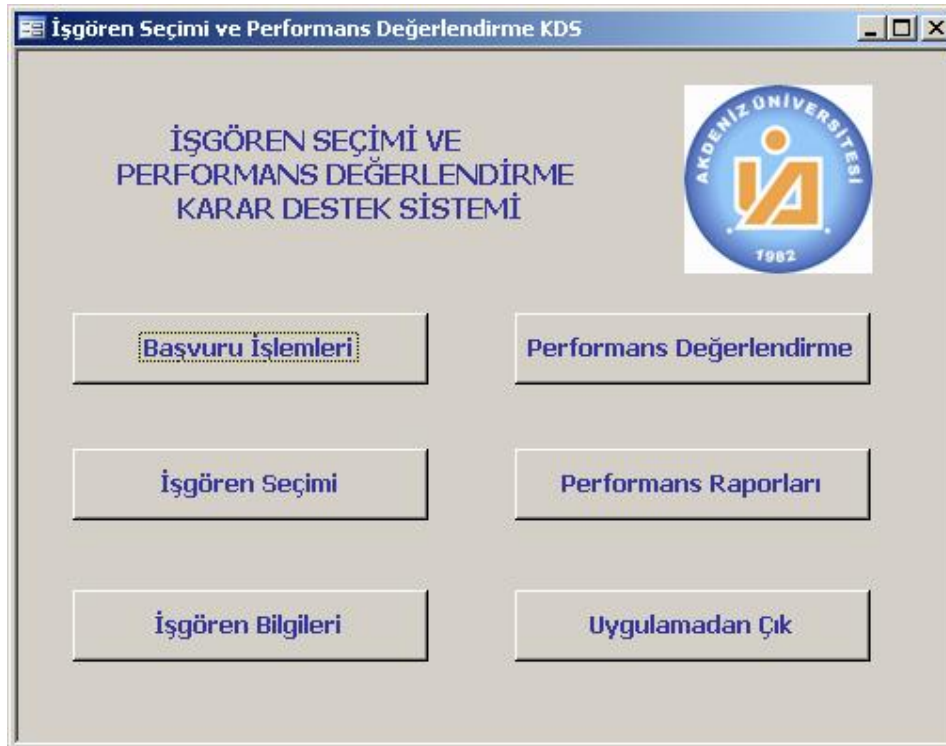 İşgören Seçimi ve Performans Değerlendirme KDS
İŞGÖREN SEÇİMİ VE
PERFORMANS DEĞERLENDİRME
KARAR DESTEK SİSTEMİ
AKDENİZ ÜNİVERSİTESİ
1982
Başvuru İşlemleri
Performans Değerlendirme
İşgören Seçimi
Performans Raporları
İşgören Bilgileri
Uygulamadan Çık